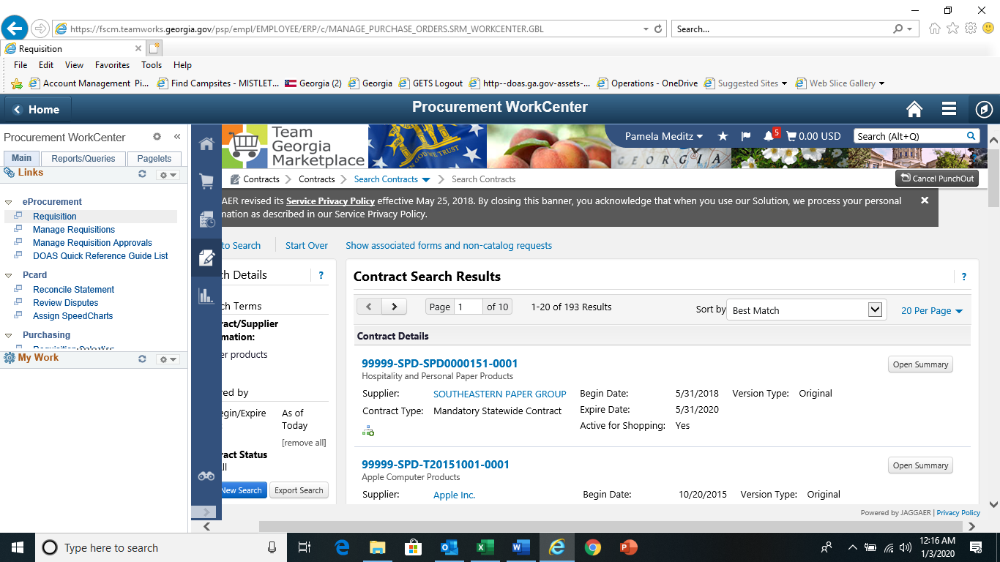 https://fscm.teamworks.georgia.gov/psp/empl/EMPLOYEE/ERP/c/MANAGE_PURCHASE_ORDERS.SRM_WORKCENTER.GBL
Search...
Requisition
File Edit View Favorites Tools Help
Account Management Pi... Find Campsites - MISTLET... Georgia (2) Georgia GETS Logout http--doas.ga.gov-assets-... Operations - OneDrive Suggested Sites Web Slice Gallery
Home
Procurement WorkCenter
Procurement WorkCenter
Main Reports/Queries Pagelets
Links
eProcurement
Requisition
Manage Requisitions
Manage Requisition Approvals
DOAS Quick Reference Guide List
Pcard
Reconcile Statement
Review Disputes
Assign SpeedCharts
Purchasing
My Work
Team
Georgia
Marketplace
GOD WE TRUST
GEORGIA
Pamela Meditz 5 0.00 USD Search (Alt+Q)
Contracts Contracts Search Contracts Search Contracts
Cancel PunchOut
AER revised its Service Privacy Policy effective May 25, 2018. By closing this banner, you acknowledge that when you use our Solution, we process your personal
mation as described in our Service Privacy Policy.
to Search Start Over Show associated forms and non-catalog requests
ch Details ?
ch Terms
ract/Supplier
mation:
er products
ed by
egin/Expire As of
Today
[remove all]
ract Status
ll
New Search Export Search
Contract Search Results ?
Page 1 of 10 1-20 of 193 Results Sort by Best Match 20 Per Page
Contract Details
99999-SPD-SPD0000151-0001 Open Summary
Hospitality and Personal Paper Products
Supplier: SOUTHEASTERN PAPER GROUP Begin Date: 5/31/2018 Version Type: Original
Contract Type: Mandatory Statewide Contract Expire Date: 5/31/2020
Active for Shopping: Yes
99999-SPD-T20151001-0001 Open Summary
Apple Computer Products
Supplier: Apple Inc. Begin Date: 10/20/2015 Version Type: Original
Powered by JAGGAER | Privacy Policy
Type here to search
12:16 AM
1/3/2020